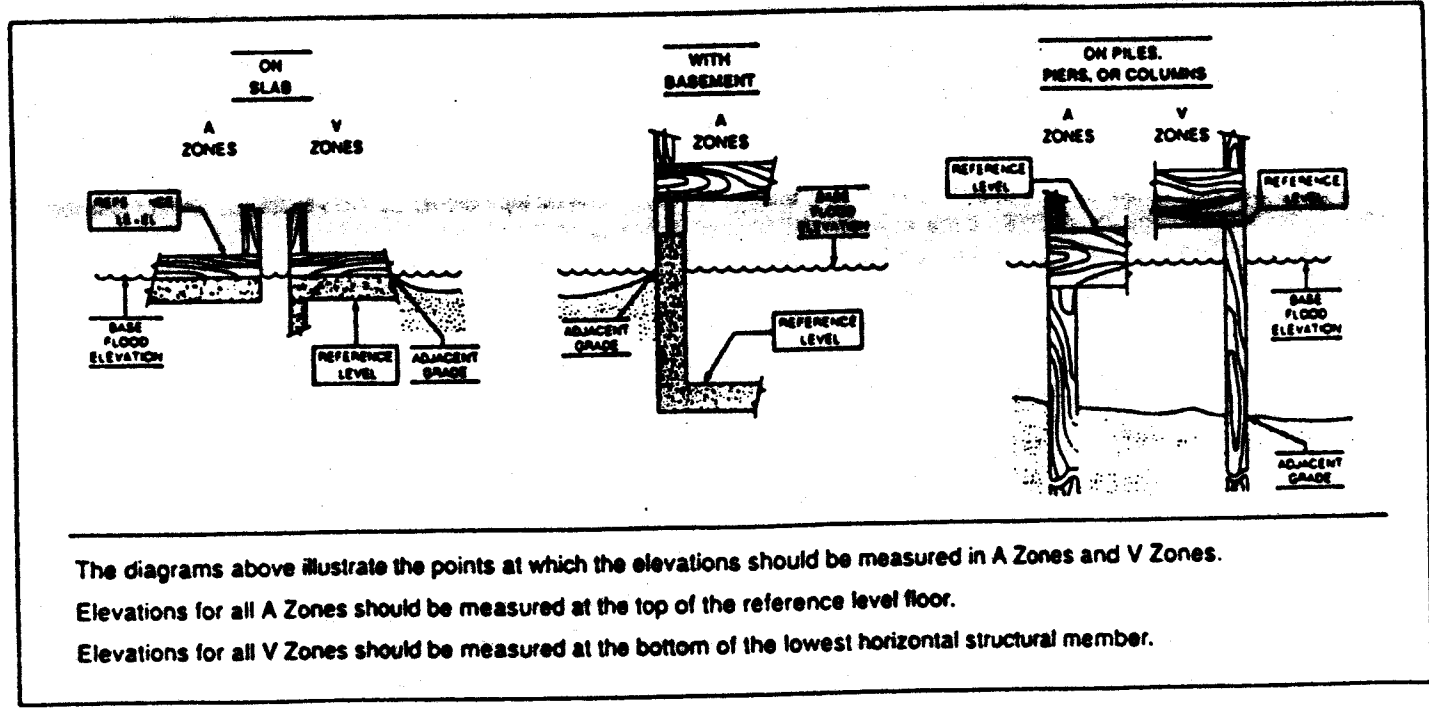 ON
SLAB
A
ZONES
V
ZONES
LEVEL
BASE
FLOOD
ELEVATION
REFERENCE
LEVEL
ADJACENT
GRADE
WITH
BASEMENT
A
ZONES
BASE
FLOOD
ELEVATION
ADJACENT
GRADE
REFERENCE
LEVEL
ON PILES,
PIERS, OR COLUMNS
A
ZONES
V
ZONES
REFERENCE
LEVEL
REFERENCE
LEVEL
BASE
FLOOD
ELEVATION
ADJACENT
GRADE
The diagrams above illustrate the points at which the elevations should be measured in A Zones and V Zones.
Elevations for all A Zones should be measured at the top of the reference level floor.
Elevations for all V Zones should be measured at the bottom of the lowest horizontal structural member.